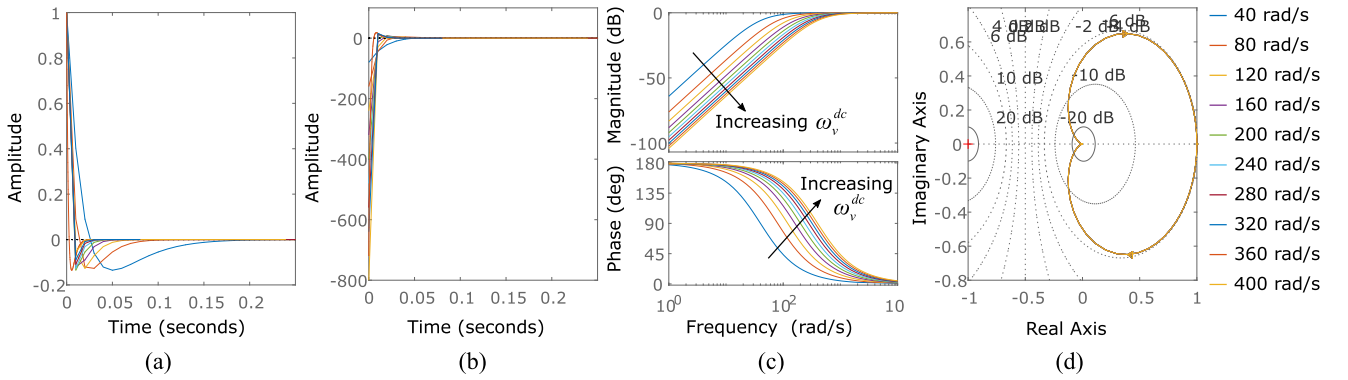 Amplitude
1
0.8
0.6
0.4
0.2
0
-0.2
0 0.05 0.1 0.15 0.2
Time (seconds)
(a)
Amplitude
0
-200
-400
-600
-800
0 0.05 0.1 0.15 0.2
Time (seconds)
(b)
Magnitude (dB)
0
-50
-100
Increasing ω_v^dc
Phase (deg)
180
135
90
45
0
Increasing
ω_v^dc
10^0 10^2 10
Frequency (rad/s)
(c)
Imaginary Axis
0.6
0.4
0.2
0
-0.2
-0.4
-0.6
-0.8
6 dB
-2 dB
6 dB
10 dB
-10 dB
20 dB
-20 dB
-1 -0.5 0 0.5 1
Real Axis
(d)
40 rad/s
80 rad/s
120 rad/s
160 rad/s
200 rad/s
240 rad/s
280 rad/s
320 rad/s
360 rad/s
400 rad/s